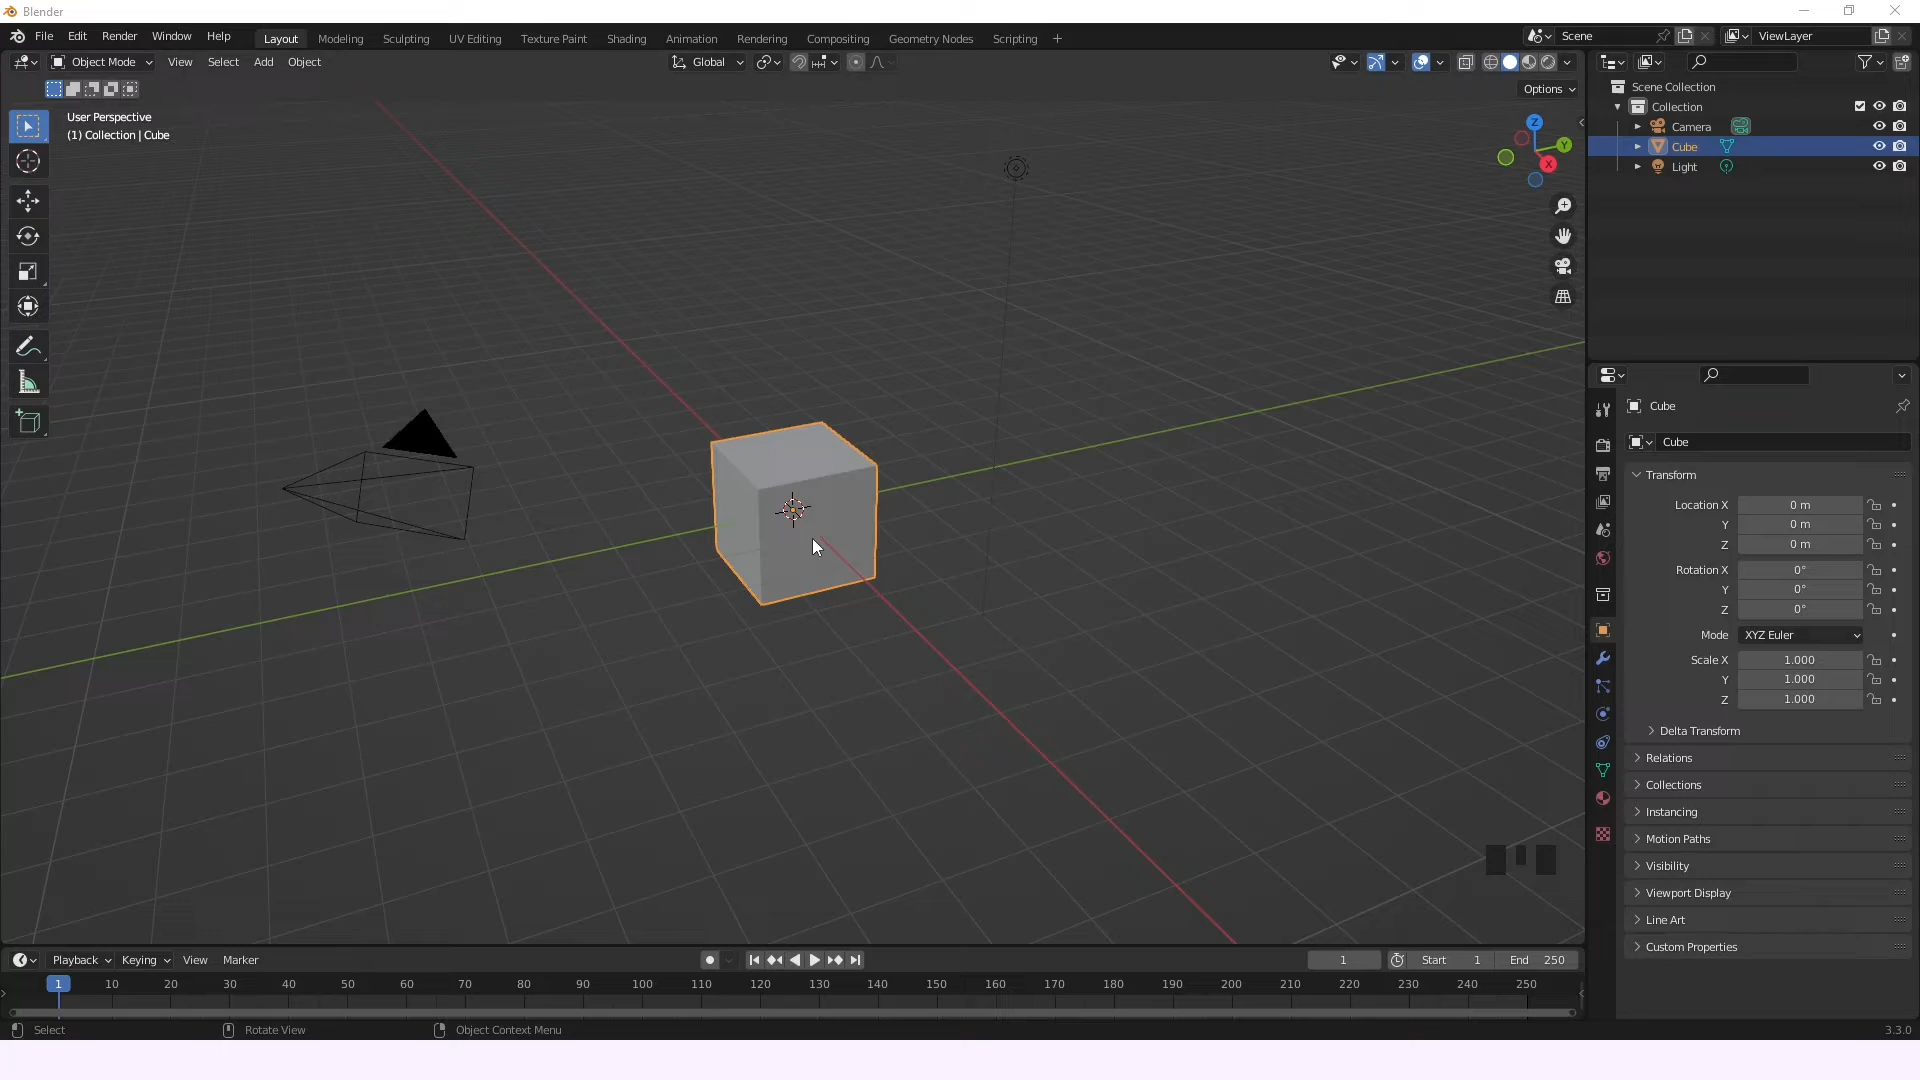 Blender
File Edit Render Window Help Layout Modeling Sculpting UV Editing Texture Paint Shading Animation Rendering Compositing Geometry Nodes Scripting + Scene ViewLayer
Object Mode View Select Add Object Global
Options
User Perspective
(1) Collection | Cube
Z
Y
X
Scene Collection
Collection
Camera
Cube
Light
Cube
Cube
Transform
Location X 0 m
Y 0 m
Z 0 m
Rotation X 0°
Y 0°
Z 0°
Mode XYZ Euler
Scale X 1.000
Y 1.000
Z 1.000
Delta Transform
Relations
Collections
Instancing
Motion Paths
Visibility
Viewport Display
Line Art
Custom Properties
Playback Keying View Marker 1 Start 1 End 250
1 10 20 30 40 50 60 70 80 90 100 110 120 130 140 150 160 170 180 190 200 210 220 230 240 250
Select Rotate View Object Context Menu 3.3.0